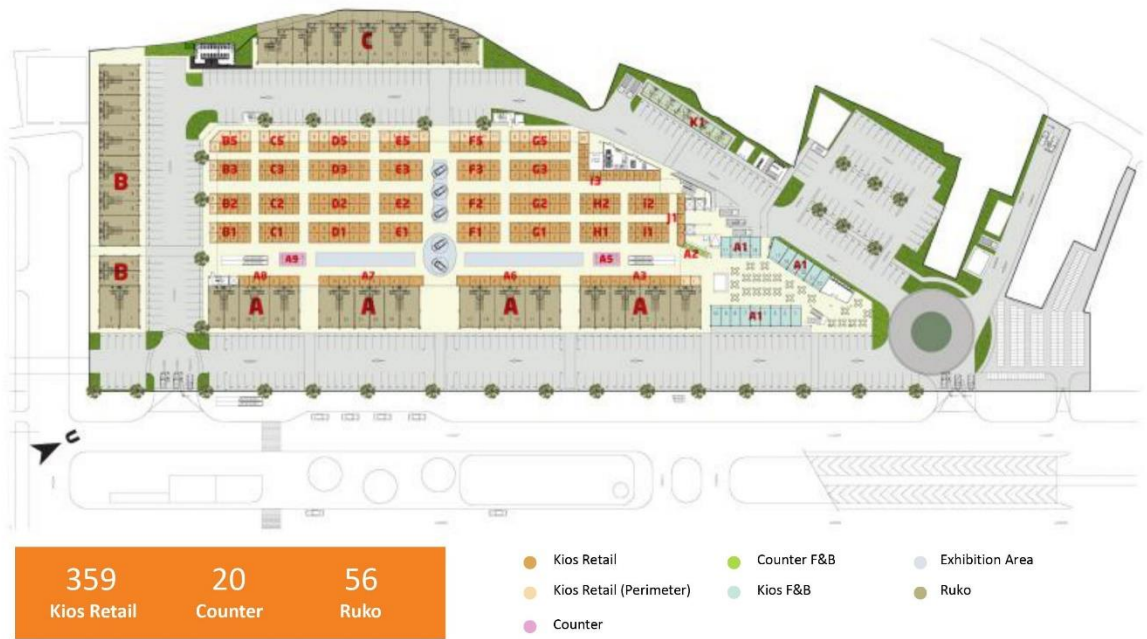 C
K1
B5 C5 D5 E5 F5 G5
B
B3 C3 D3 E3 F3 G3
I3
B2 C2 D2 E2 F2 G2 H2 I2
J1
B1 C1 D1 E1 F1 G1 H1 I1
A1
A2
A9 A5
A1
B
A8 A7 A6 A3
A A A A
A1
U
359 20 56
Kios Retail Counter Ruko
Kios Retail
Kios Retail (Perimeter)
Counter
Counter F&B
Kios F&B
Exhibition Area
Ruko